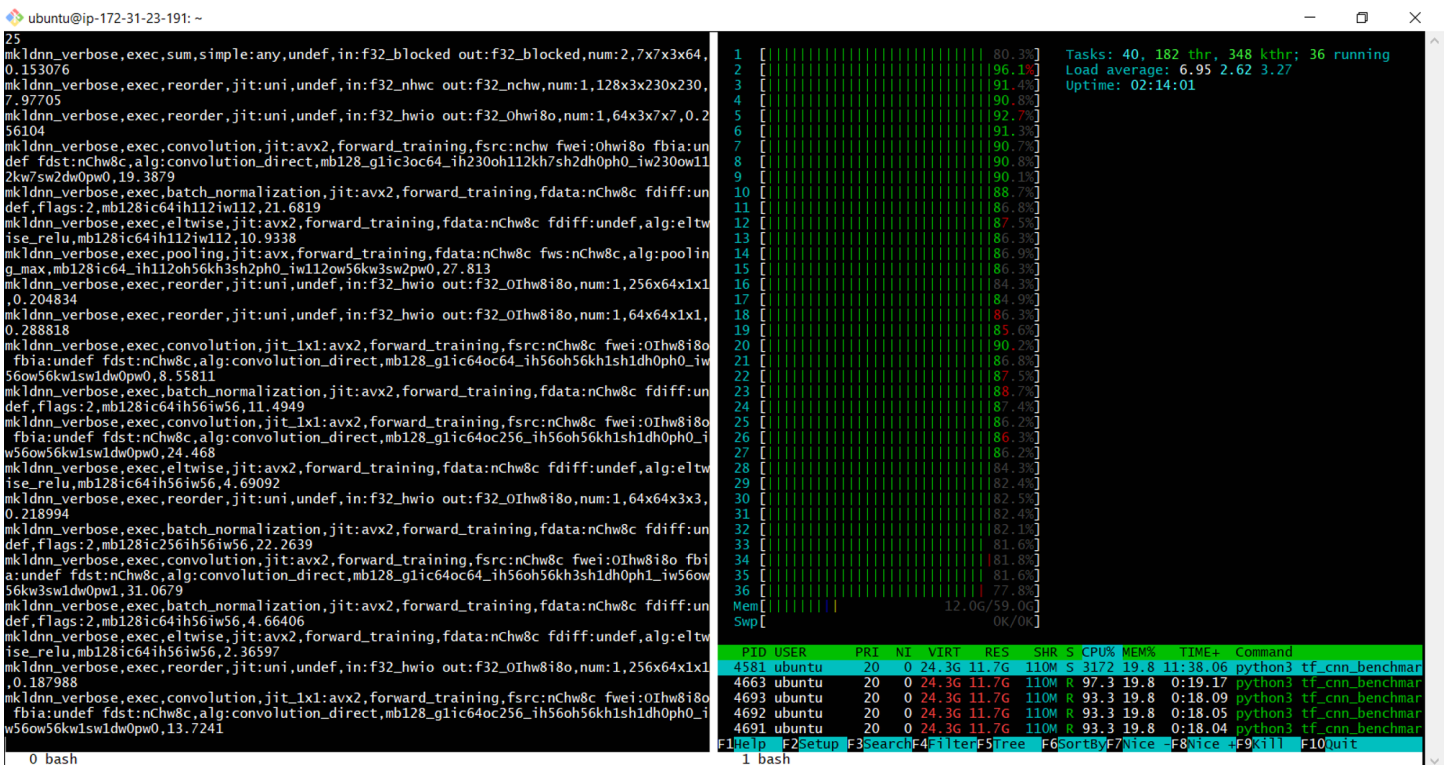 ubuntu@ip-172-31-23-191: ~
25
mkldnn_verbose,exec,sum,simple:any,undef,in:f32_blocked out:f32_blocked,num:2,7x7x3x64,
0.153076
mkldnn_verbose,exec,reorder,jit:uni,undef,in:f32_nhwc out:f32_nchw,num:1,128x3x230x230,
7.97705
mkldnn_verbose,exec,reorder,jit:uni,undef,in:f32_hwio out:f32_Ohwi8o,num:1,64x3x7x7,0.2
56104
mkldnn_verbose,exec,convolution,jit:avx2,forward_training,fsrc:nchw fwei:Ohwi8o fbia:un
def fdst:nChw8c,alg:convolution_direct,mb128_g1ic3oc64_ih230oh112kh7sh2dh0ph0_iw230ow11
2kw7sw2dw0pw0,19.3879
mkldnn_verbose,exec,batch_normalization,jit:avx2,forward_training,fdata:nChw8c fdiff:un
def,flags:2,mb128ic64ih112iw112,21.6819
mkldnn_verbose,exec,eltwise,jit:avx2,forward_training,fdata:nChw8c fdiff:undef,alg:eltw
ise_relu,mb128ic64ih112iw112,10.9338
mkldnn_verbose,exec,pooling,jit:avx,forward_training,fdata:nChw8c fws:nChw8c,alg:poolin
g_max,mb128ic64_ih112oh56kh3sh2ph0_iw112ow56kw3sw2pw0,27.813
mkldnn_verbose,exec,reorder,jit:uni,undef,in:f32_hwio out:f32_OIhw8i8o,num:1,256x64x1x1
,0.204834
mkldnn_verbose,exec,reorder,jit:uni,undef,in:f32_hwio out:f32_OIhw8i8o,num:1,64x64x1x1,
0.288818
mkldnn_verbose,exec,convolution,jit_1x1:avx2,forward_training,fsrc:nChw8c fwei:OIhw8i8o
fbia:undef fdst:nChw8c,alg:convolution_direct,mb128_g1ic64oc64_ih56oh56kh1sh1dh0ph0_iw
56ow56kw1sw1dw0pw0,8.55811
mkldnn_verbose,exec,batch_normalization,jit:avx2,forward_training,fdata:nChw8c fdiff:un
def,flags:2,mb128ic64ih56iw56,11.4949
mkldnn_verbose,exec,convolution,jit_1x1:avx2,forward_training,fsrc:nChw8c fwei:OIhw8i8o
fbia:undef fdst:nChw8c,alg:convolution_direct,mb128_g1ic64oc256_ih56oh56kh1sh1dh0ph0_i
w56ow56kw1sw1dw0pw0,24.468
mkldnn_verbose,exec,eltwise,jit:avx2,forward_training,fdata:nChw8c fdiff:undef,alg:eltw
ise_relu,mb128ic64ih56iw56,4.69092
mkldnn_verbose,exec,reorder,jit:uni,undef,in:f32_hwio out:f32_OIhw8i8o,num:1,64x64x3x3,
0.218994
mkldnn_verbose,exec,batch_normalization,jit:avx2,forward_training,fdata:nChw8c fdiff:un
def,flags:2,mb128ic256ih56iw56,22.2639
mkldnn_verbose,exec,convolution,jit:avx2,forward_training,fsrc:nChw8c fwei:OIhw8i8o fbi
a:undef fdst:nChw8c,alg:convolution_direct,mb128_g1ic64oc64_ih56oh56kh3sh1dh0ph1_iw56ow
56kw3sw1dw0pw1,31.0679
mkldnn_verbose,exec,batch_normalization,jit:avx2,forward_training,fdata:nChw8c fdiff:un
def,flags:2,mb128ic64ih56iw56,4.66406
mkldnn_verbose,exec,eltwise,jit:avx2,forward_training,fdata:nChw8c fdiff:undef,alg:eltw
ise_relu,mb128ic64ih56iw56,2.36597
mkldnn_verbose,exec,reorder,jit:uni,undef,in:f32_hwio out:f32_OIhw8i8o,num:1,256x64x1x1
,0.187988
mkldnn_verbose,exec,convolution,jit_1x1:avx2,forward_training,fsrc:nChw8c fwei:OIhw8i8o
fbia:undef fdst:nChw8c,alg:convolution_direct,mb128_g1ic64oc256_ih56oh56kh1sh1dh0ph0_i
w56ow56kw1sw1dw0pw0,13.7241
0 bash
1 [80.3%]
2 [96.1%]
3 [91.4%]
4 [90.8%]
5 [92.7%]
6 [91.3%]
7 [90.7%]
8 [90.8%]
9 [90.1%]
10 [88.7%]
11 [86.8%]
12 [87.5%]
13 [86.3%]
14 [86.9%]
15 [86.3%]
16 [84.3%]
17 [84.9%]
18 [86.3%]
19 [85.6%]
20 [90.2%]
21 [86.8%]
22 [87.5%]
23 [88.7%]
24 [87.4%]
25 [86.2%]
26 [86.3%]
27 [86.2%]
28 [84.3%]
29 [82.4%]
30 [82.5%]
31 [82.4%]
32 [82.1%]
33 [81.6%]
34 [81.8%]
35 [81.6%]
36 [77.8%]
Mem[12.0G/59.0G]
Swp[0K/0K]
Tasks: 40, 182 thr, 348 kthr; 36 running
Load average: 6.95 2.62 3.27
Uptime: 02:14:01
PID USER PRI NI VIRT RES SHR S CPU% MEM% TIME+ Command
4581 ubuntu 20 0 24.3G 11.7G 110M S 3172 19.8 11:38.06 python3 tf_cnn_benchmar
4663 ubuntu 20 0 24.3G 11.7G 110M R 97.3 19.8 0:19.17 python3 tf_cnn_benchmar
4693 ubuntu 20 0 24.3G 11.7G 110M R 93.3 19.8 0:18.09 python3 tf_cnn_benchmar
4692 ubuntu 20 0 24.3G 11.7G 110M R 93.3 19.8 0:18.05 python3 tf_cnn_benchmar
4691 ubuntu 20 0 24.3G 11.7G 110M R 93.3 19.8 0:18.04 python3 tf_cnn_benchmar
F1Help F2Setup F3SearchF4FilterF5Tree F6SortByF7Nice -F8Nice +F9Kill F10Quit
1 bash